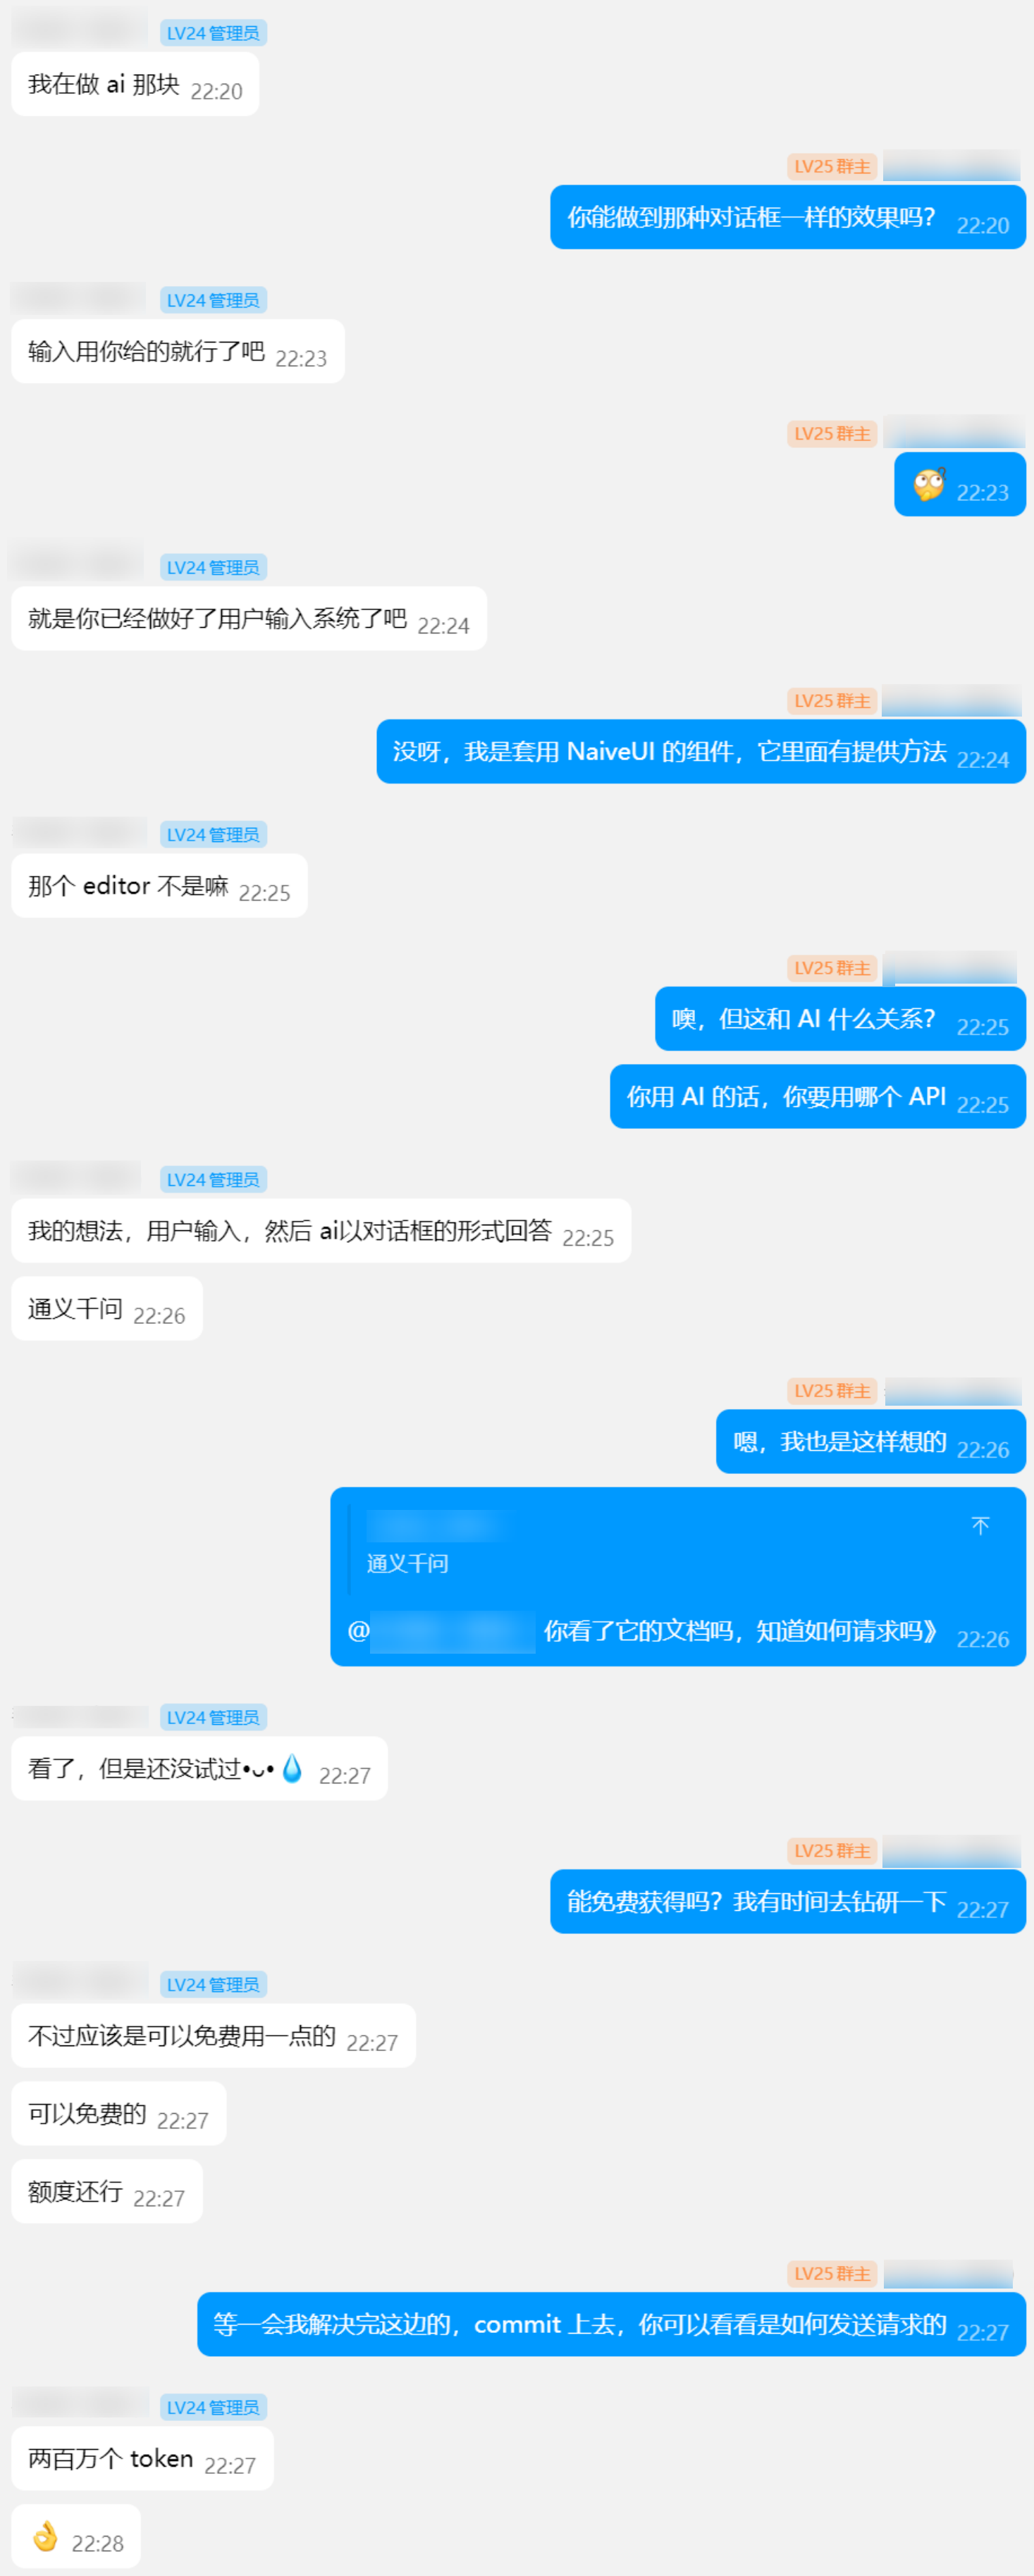 LV24 管理员
我在做 ai 那块 22:20
LV25 群主
你能做到那种对话框一样的效果吗? 22:20
LV24 管理员
输入用你给的就行了吧 22:23
LV25 群主
22:23
LV24 管理员
就是你已经做好了用户输入系统了吧 22:24
LV25 群主
没呀，我是套用 NaiveUI 的组件，它里面有提供方法 22:24
LV24 管理员
那个 editor 不是嘛 22:25
LV25 群主
噢，但这和 AI 什么关系? 22:25
你用 AI 的话，你要用哪个 API 22:25
LV24 管理员
我的想法，用户输入，然后 ai以对话框的形式回答 22:25
通义千问 22:26
LV25 群主
嗯，我也是这样想的 22:26
通义千问
@ 你看了它的文档吗，知道如何请求吗》 22:26
LV24 管理员
看了，但是还没试过•ᴗ•💧 22:27
LV25 群主
能免费获得吗? 我有时间去钻研一下 22:27
LV24 管理员
不过应该是可以免费用一点的 22:27
可以免费的 22:27
额度还行 22:27
LV25 群主
等一会我解决完这边的，commit 上去，你可以看看是如何发送请求的 22:27
LV24 管理员
两百万个 token 22:27
👌 22:28